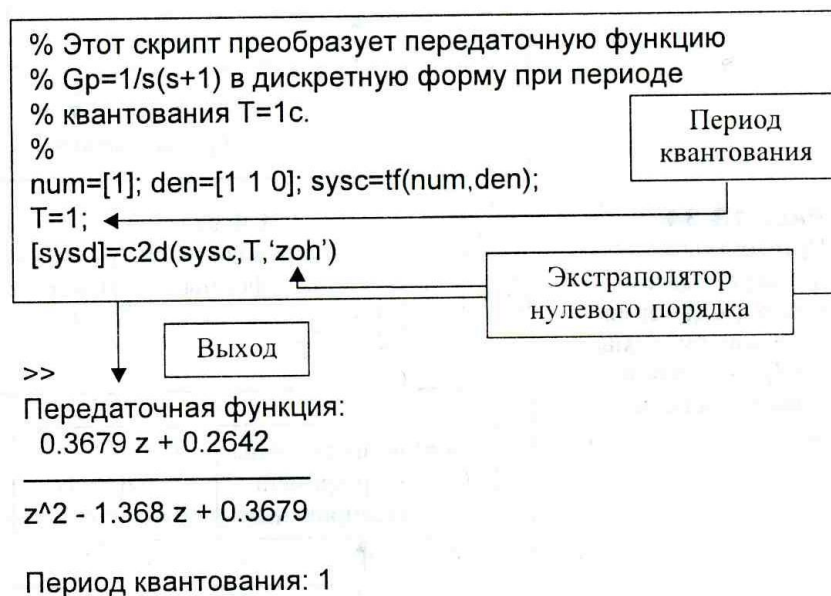 % Этот скрипт преобразует передаточную функцию
% Gp=1/s(s+1) в дискретную форму при периоде
% квантования T=1с.
%
num=[1]; den=[1 1 0]; sysc=tf(num,den);
T=1;
[sysd]=c2d(sysc,T,‘zoh’)
Период
квантования
Экстраполятор
нулевого порядка
Выход
>>
Передаточная функция:
0.3679 z + 0.2642
z^2 - 1.368 z + 0.3679
Период квантования: 1